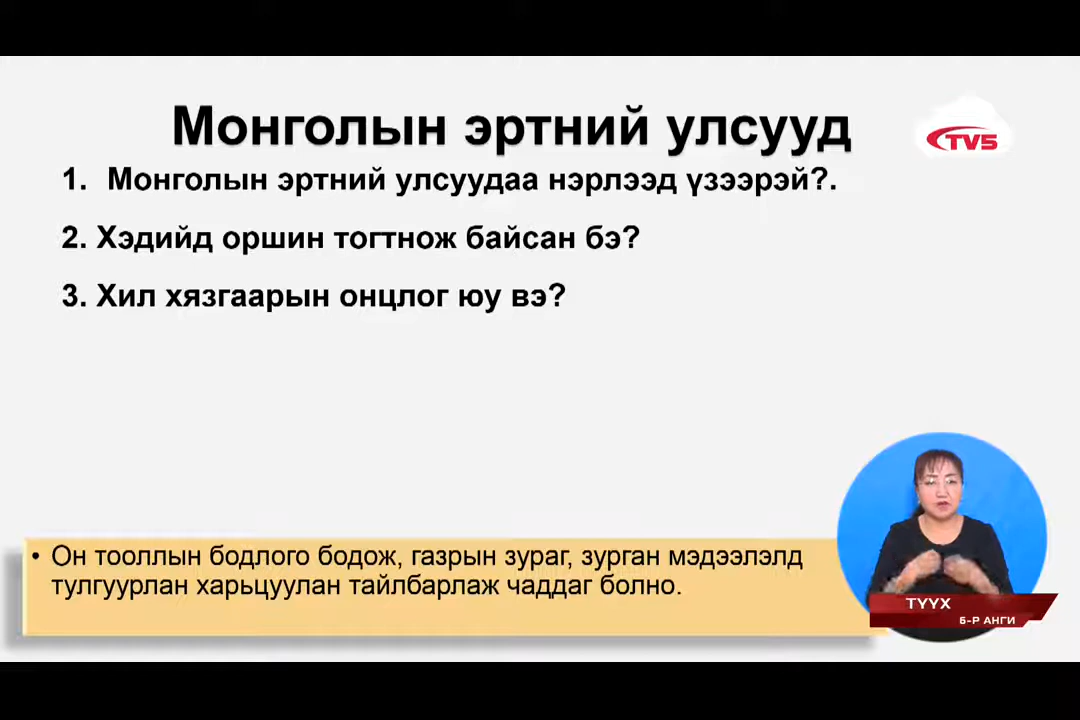 Монголын эртний улсууд
TV5
1. Монголын эртний улсуудаа нэрлээд үзээрэй?.
2. Хэдийд оршин тогтнож байсан бэ?
3. Хил хязгаарын онцлог юу вэ?
• Он тооллын бодлого бодож, газрын зураг, зурган мэдээлэлд
тулгуурлан харьцуулан тайлбарлаж чаддаг болно.
ТҮҮХ
6-Р АНГИ